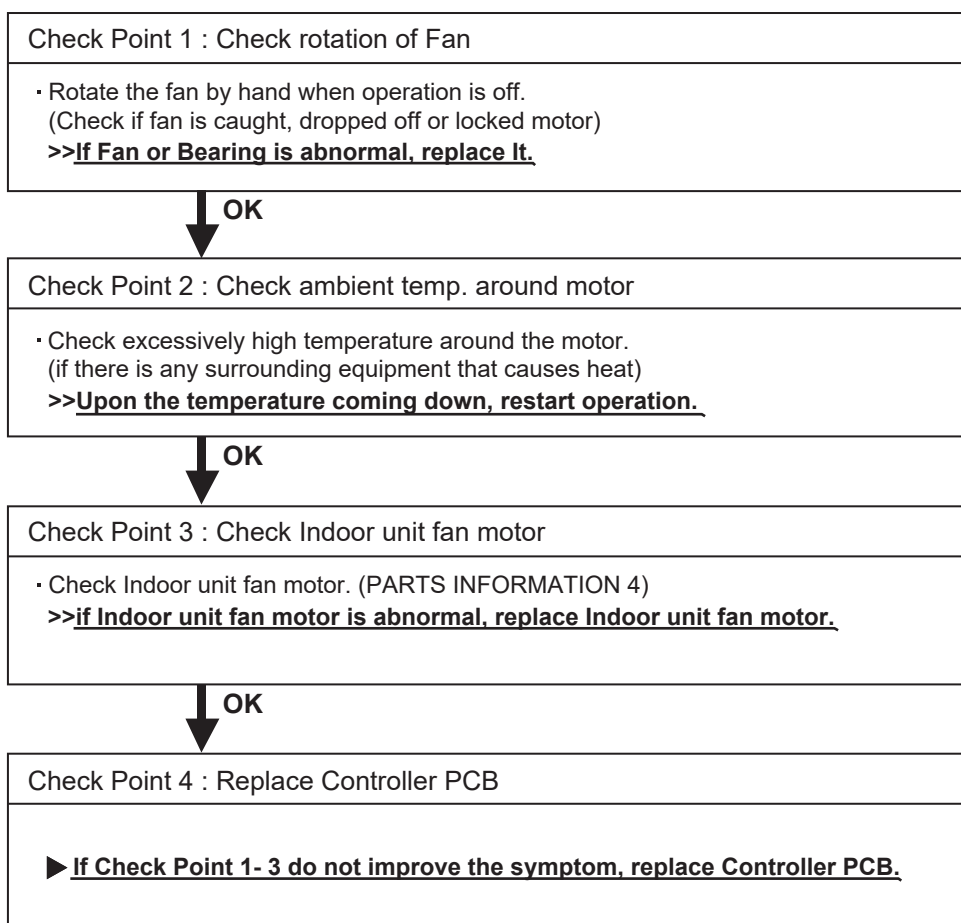 Check Point 1 : Check rotation of Fan
· Rotate the fan by hand when operation is off.
(Check if fan is caught, dropped off or locked motor)
>>If Fan or Bearing is abnormal, replace It.
OK
Check Point 2 : Check ambient temp. around motor
· Check excessively high temperature around the motor.
(if there is any surrounding equipment that causes heat)
>>Upon the temperature coming down, restart operation.
OK
Check Point 3 : Check Indoor unit fan motor
· Check Indoor unit fan motor. (PARTS INFORMATION 4)
>>if Indoor unit fan motor is abnormal, replace Indoor unit fan motor.
OK
Check Point 4 : Replace Controller PCB
▶ If Check Point 1- 3 do not improve the symptom, replace Controller PCB.